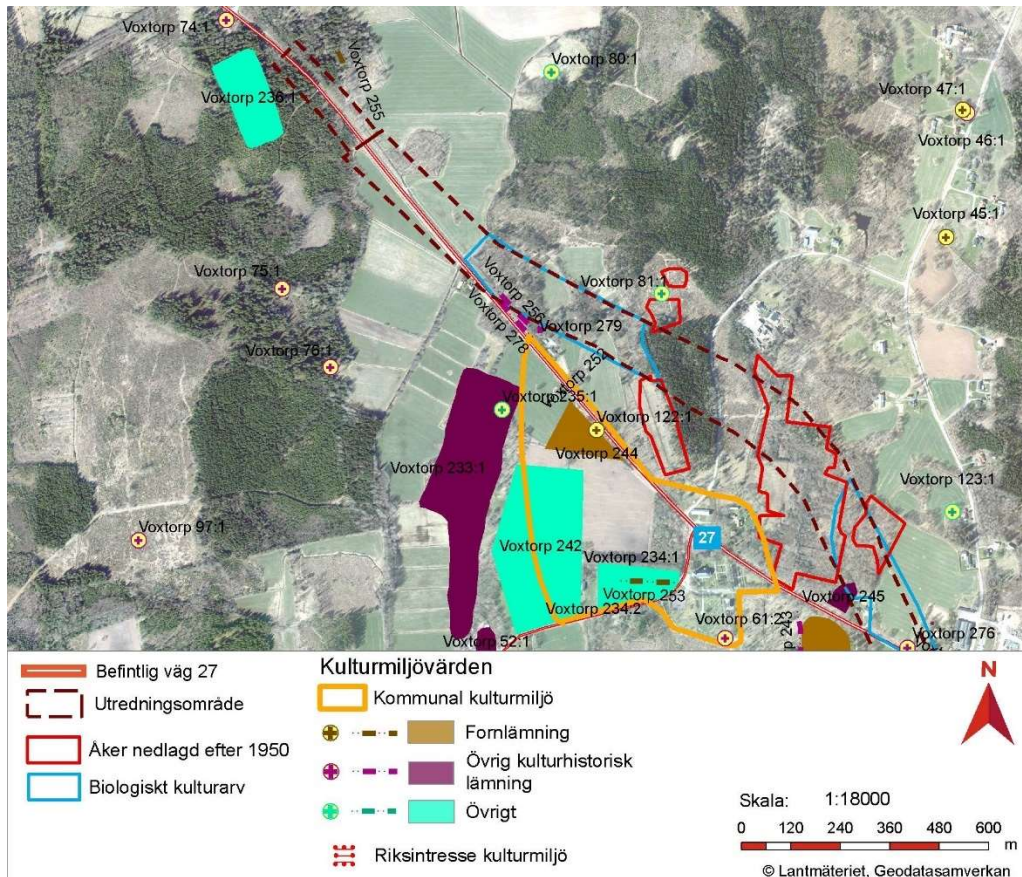 Voxtorp 74:1
Voxtorp 80:1
Voxtorp 255
Voxtorp 236:1
Voxtorp 47:1
Voxtorp 46:1
Voxtorp 45:1
Voxtorp 75:1
Voxtorp 81:1
Voxtorp 256
Voxtorp 279
Voxtorp 278
Voxtorp 76:1
Voxtorp 252
Voxtorp 235:1
Voxtorp 122:1
Voxtorp 244
Voxtorp 233:1
Voxtorp 123:1
Voxtorp 97:1
27
Voxtorp 242
Voxtorp 234:1
Voxtorp 253
Voxtorp 245
Voxtorp 234:2
Voxtorp 61:2
Voxtorp 276
243
Voxtorp 52:1
Befintlig väg 27
Utredningsområde
Åker nedlagd efter 1950
Biologiskt kulturarv
Kulturmiljövärden
Kommunal kulturmiljö
Fornlämning
Övrig kulturhistorisk
lämning
Övrigt
Riksintresse kulturmiljö
N
Skala: 1:18000
0 120 240 360 480 600
m
© Lantmäteriet, Geodatasamverkan